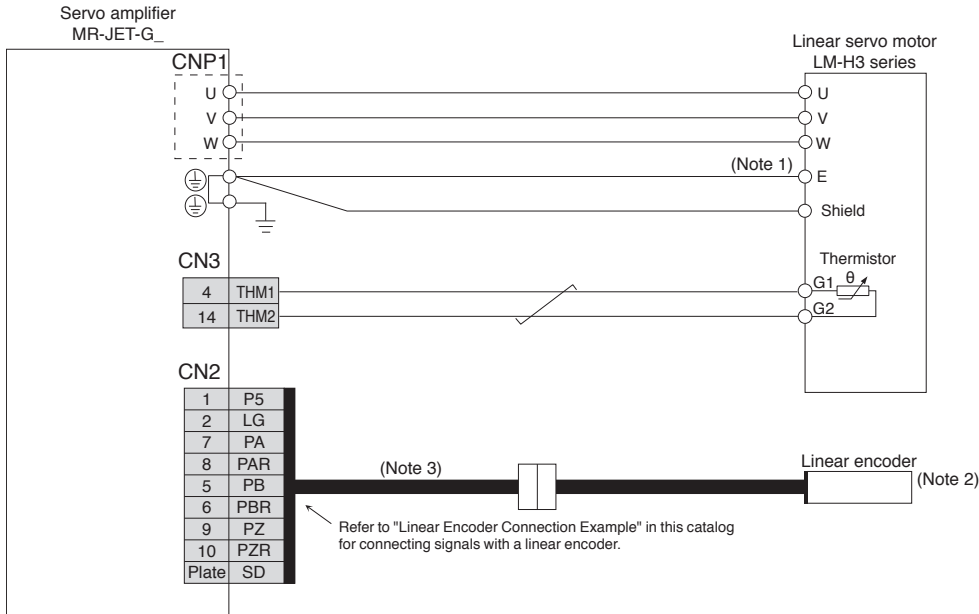 Servo amplifier
MR-JET-G_
Linear servo motor
LM-H3 series
CNP1
U
U
V
V
W
W
(Note 1)
E
Shield
CN3
Thermistor
4 THM1
G1 θ
14 THM2
G2
CN2
1 P5
2 LG
7 PA
8 PAR
5 PB
6 PBR
9 PZ
10 PZR
Plate SD
(Note 3)
Linear encoder
(Note 2)
Refer to "Linear Encoder Connection Example" in this catalog
for connecting signals with a linear encoder.